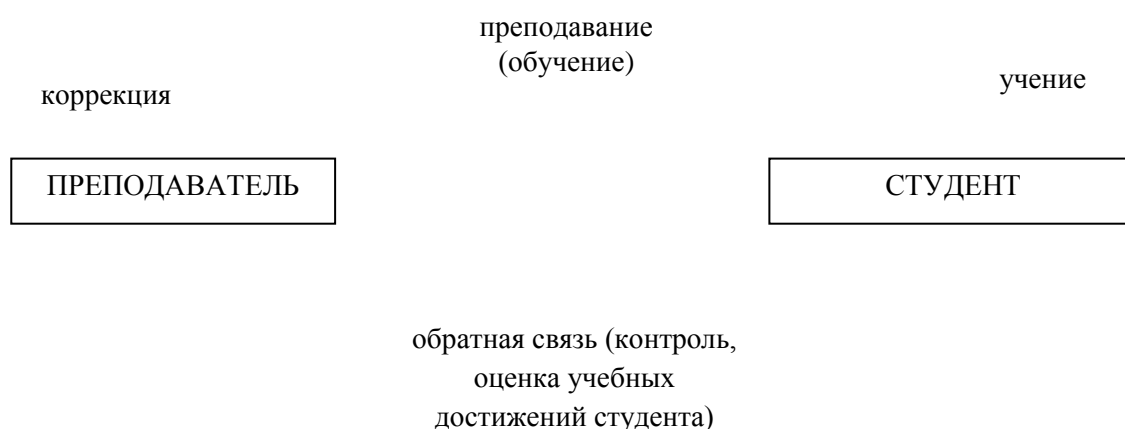 преподавание
(обучение)
коррекция
учение
ПРЕПОДАВАТЕЛЬ
СТУДЕНТ
обратная связь (контроль,
оценка учебных
достижений студента)